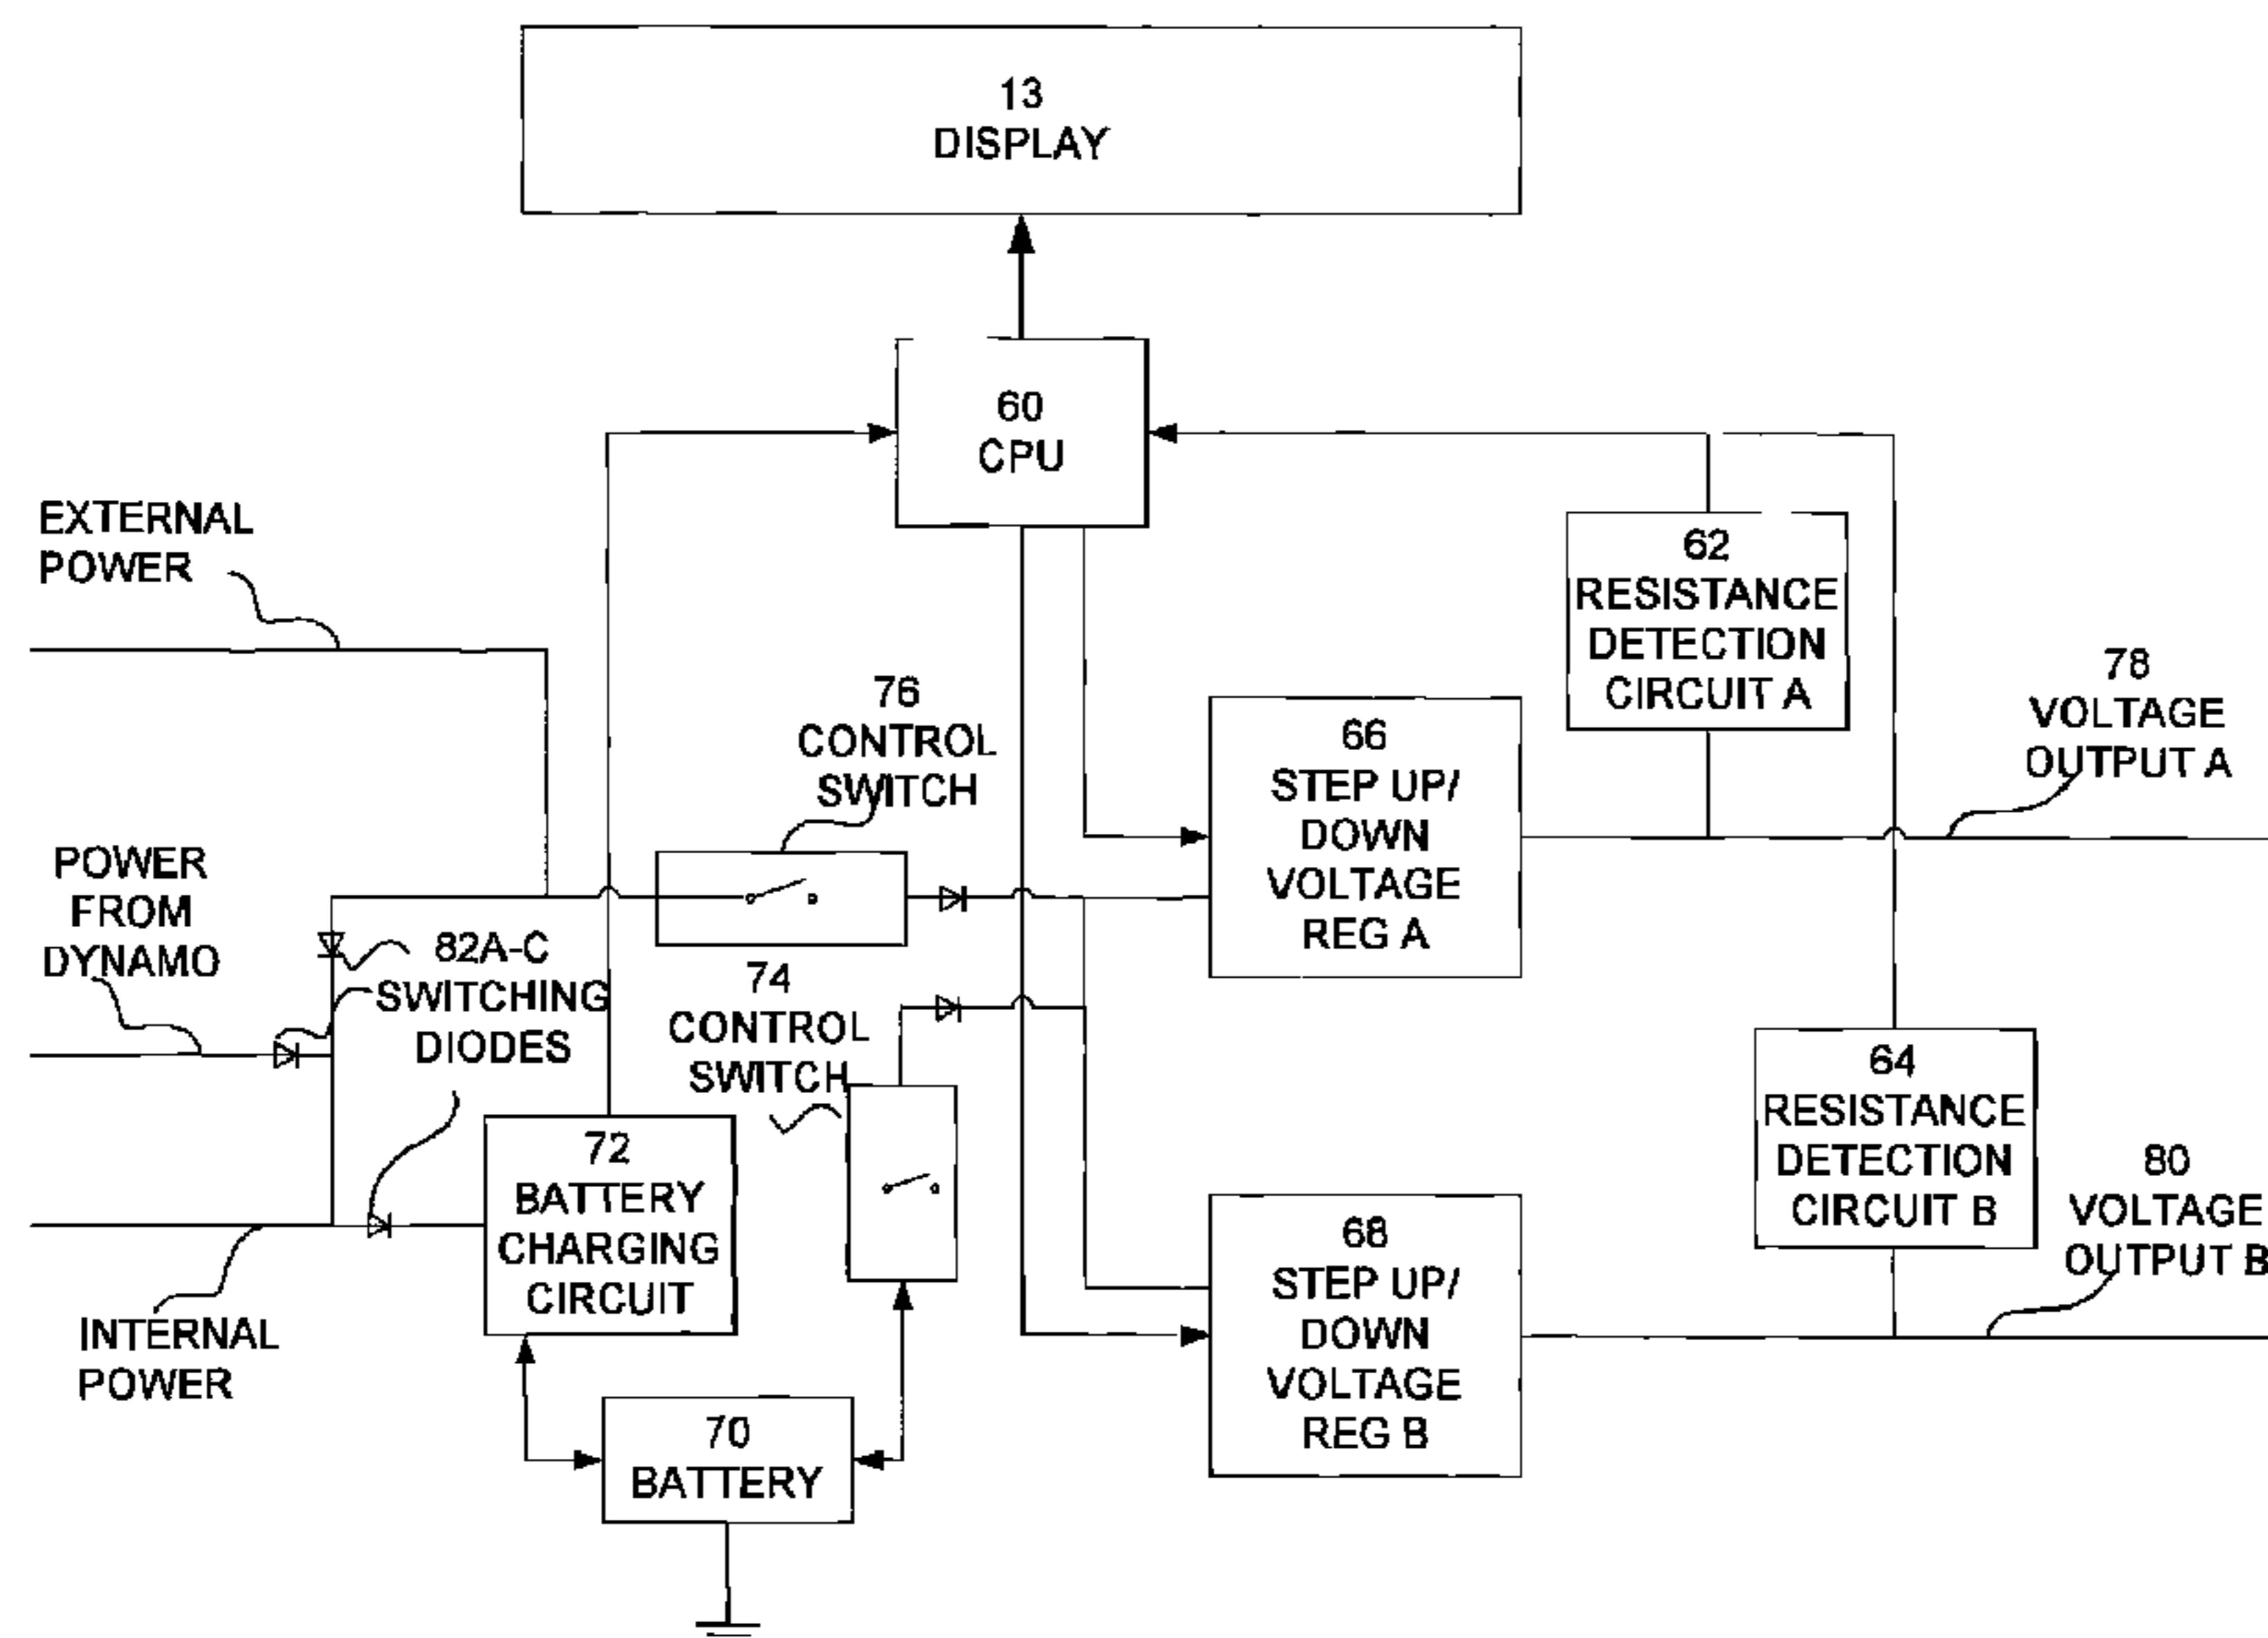 13
DISPLAY
60
CPU
EXTERNAL
POWER
62
RESISTANCE
DETECTION
CIRCUIT A
78
VOLTAGE
OUTPUT A
76
CONTROL
SWITCH
66
STEP UP/
DOWN
VOLTAGE
REG A
POWER
FROM
DYNAMO
82A-C
SWITCHING
DIODES
74
CONTROL
SWITCH
64
RESISTANCE
DETECTION
CIRCUIT B
72
BATTERY
CHARGING
CIRCUIT
80
VOLTAGE
OUTPUT B
68
STEP UP/
DOWN
VOLTAGE
REG B
INTERNAL
POWER
70
BATTERY